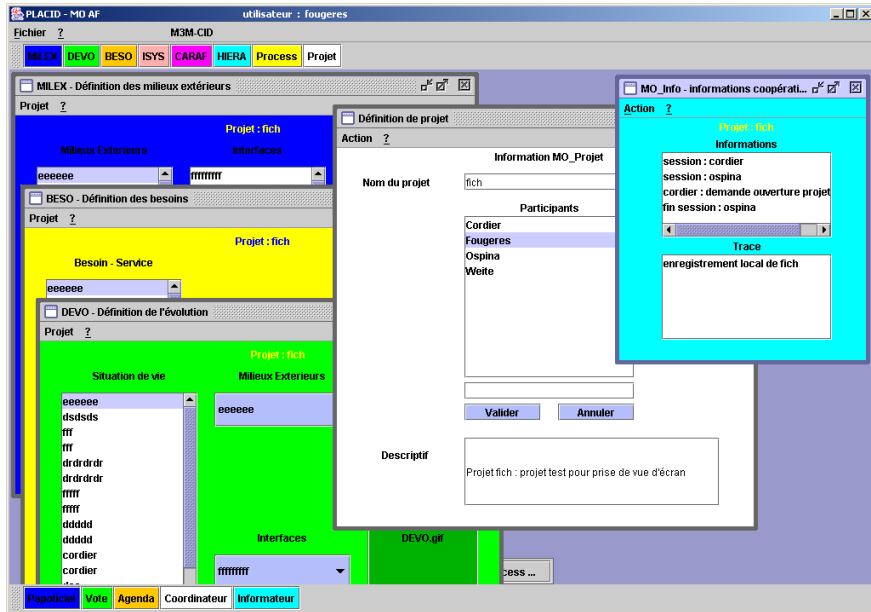 PLACID - MO AF
utilisateur : fougeres
Fichier ? M3M-CID
MILEX DEVO BESO ISYS CARAF HIERA Process Projet
MILEX - Définition des milieux extérieurs
Projet ?
Projet : fich
Milieux Exterieurs Interfaces
eeeeee fffffffff
BESO - Définition des besoins
Projet ?
Projet : fich
Besoin - Service
eeeeee
DEVO - Définition de l'évolution
Projet ?
Projet : fich
Situation de vie Milieux Exterieurs
eeeeee
dsdsds
fff
fff
drdrdrdr
drdrdrdr
fffff
fffff
ddddd
ddddd
cordier
cordier
eeeeee
Interfaces
fffffffff
DEVO.gif
cess ...
Définition de projet
Action ?
Information MO_Projet
Nom du projet fich
Participants
Cordier
Fougeres
Ospina
Weite
Valider Annuler
Descriptif
Projet fich : projet test pour prise de vue d'écran
MO_Info - informations coopérati...
Action ?
Projet : fich
Informations
session : cordier
session : ospina
cordier : demande ouverture projet
fin session : ospina
Trace
enregistrement local de fich
Papoticiel Vote Agenda Coordinateur Informateur